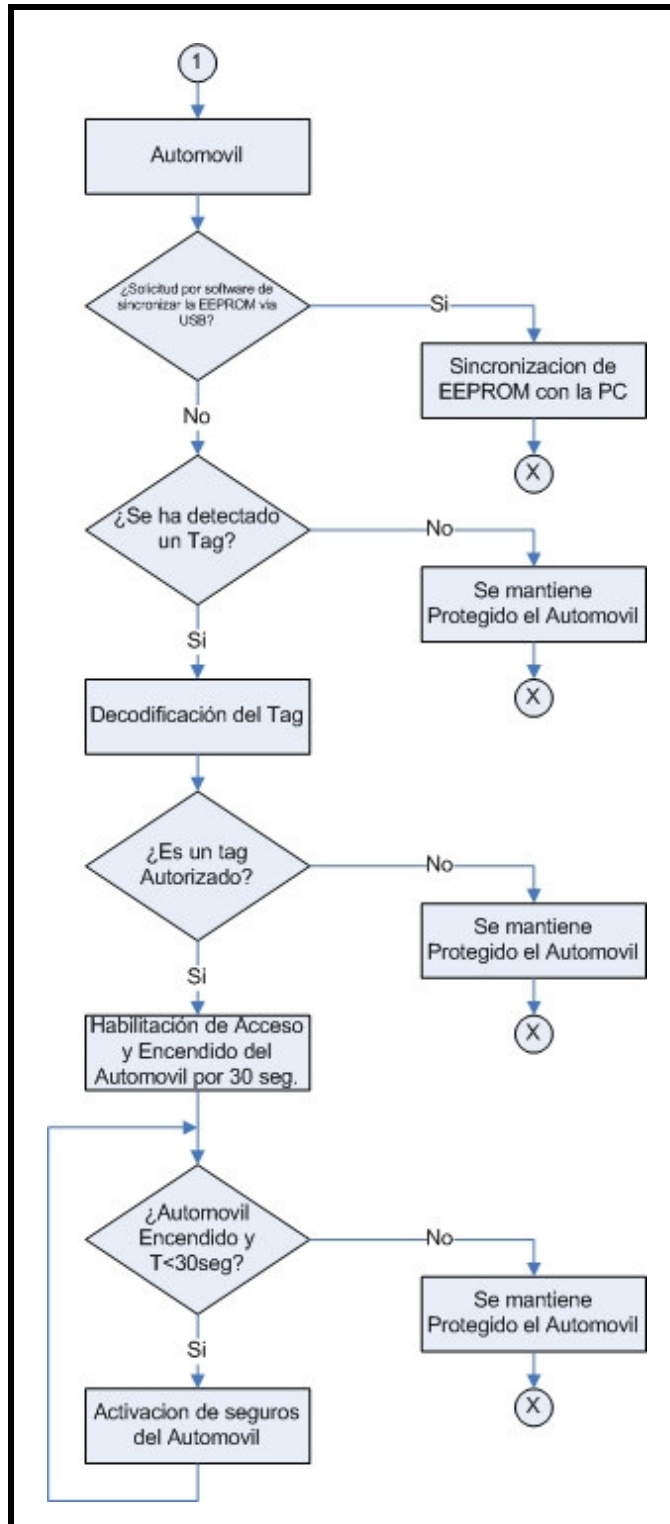 1
Automovil
¿Solicitud por software de
sincronizar la EEPROM via
USB?
Si
Sincronizacion de
EEPROM con la PC
X
No
¿Se ha detectado
un Tag?
No
Se mantiene
Protegido el Automovil
X
Si
Decodificación del Tag
¿Es un tag
Autorizado?
No
Se mantiene
Protegido el Automovil
X
Si
Habilitación de Acceso
y Encendido del
Automovil por 30 seg.
¿Automovil
Encendido y
T<30seg?
No
Se mantiene
Protegido el Automovil
X
Si
Activacion de seguros
del Automovil